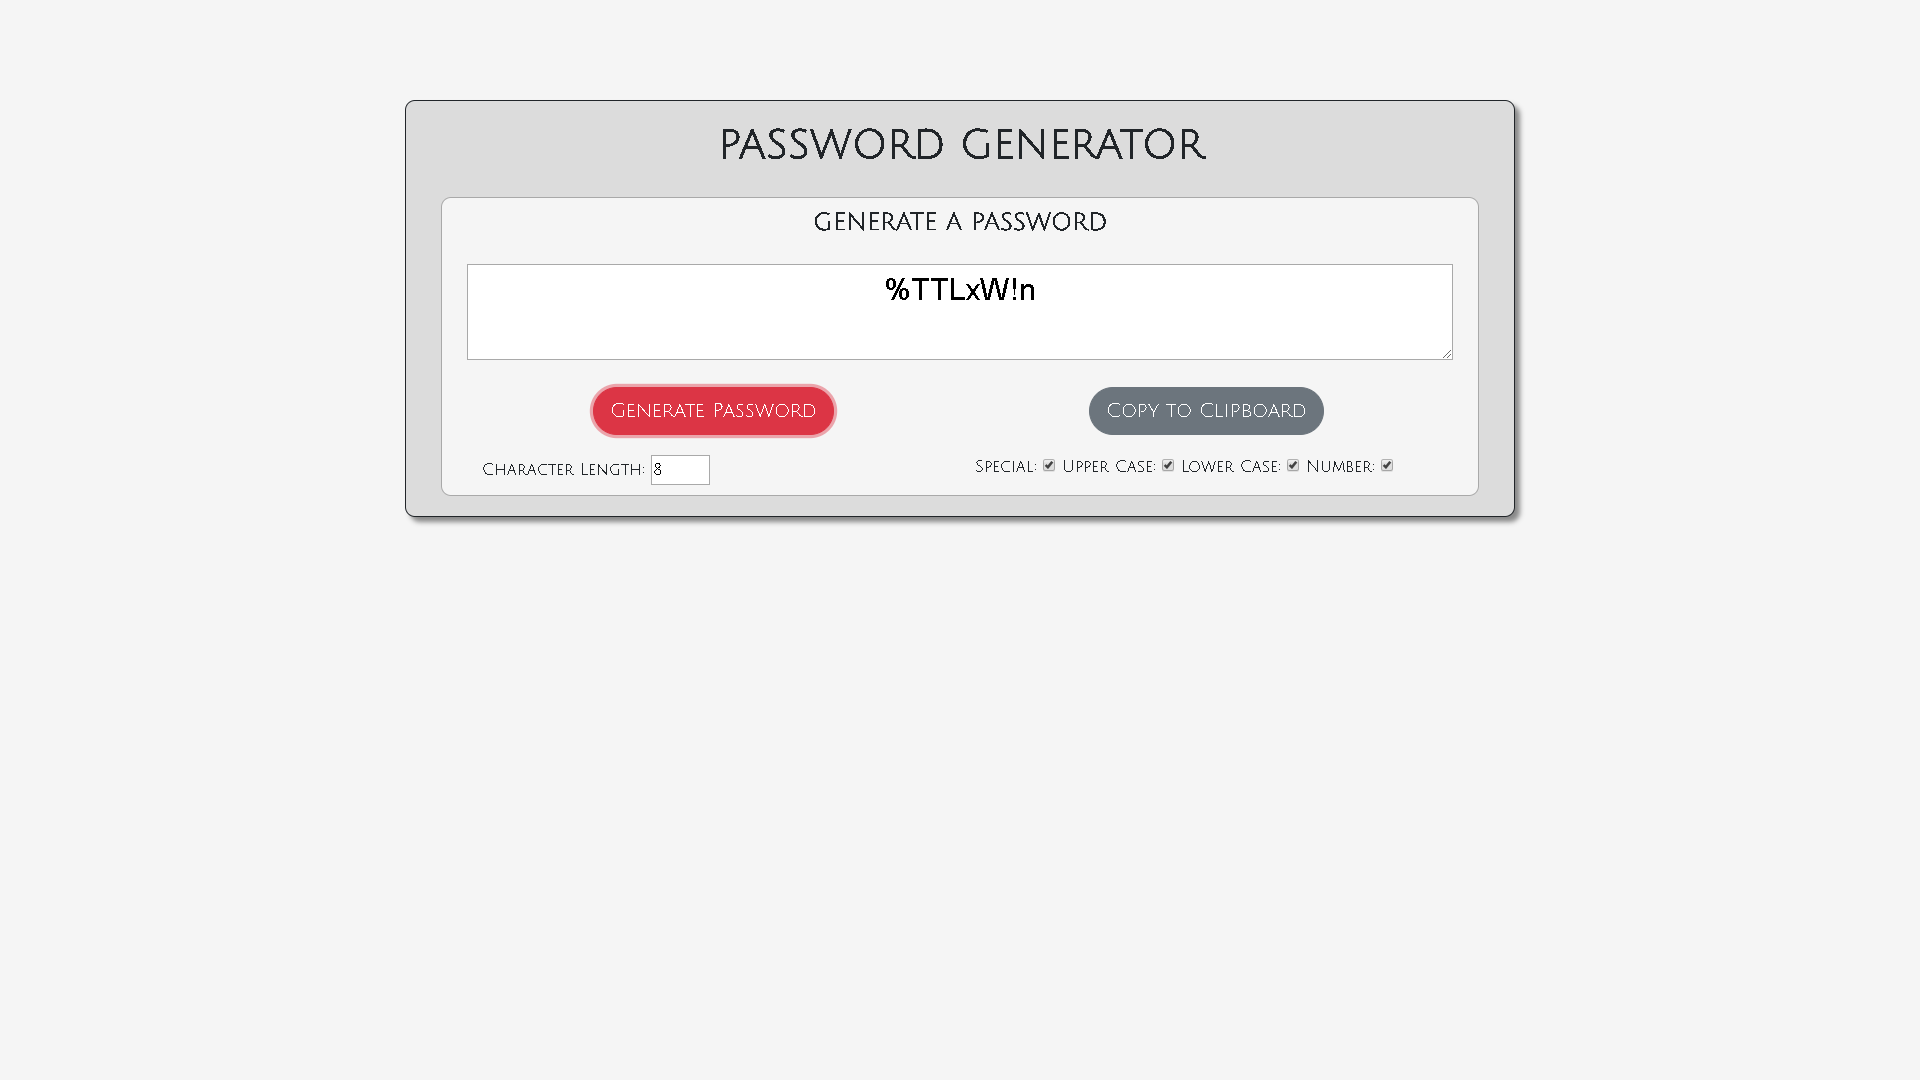 PASSWORD GENERATOR
GENERATE A PASSWORD
%TTLxW!n
Generate Password
Copy to Clipboard
Character Length: 8
Special: Upper Case: Lower Case: Number: